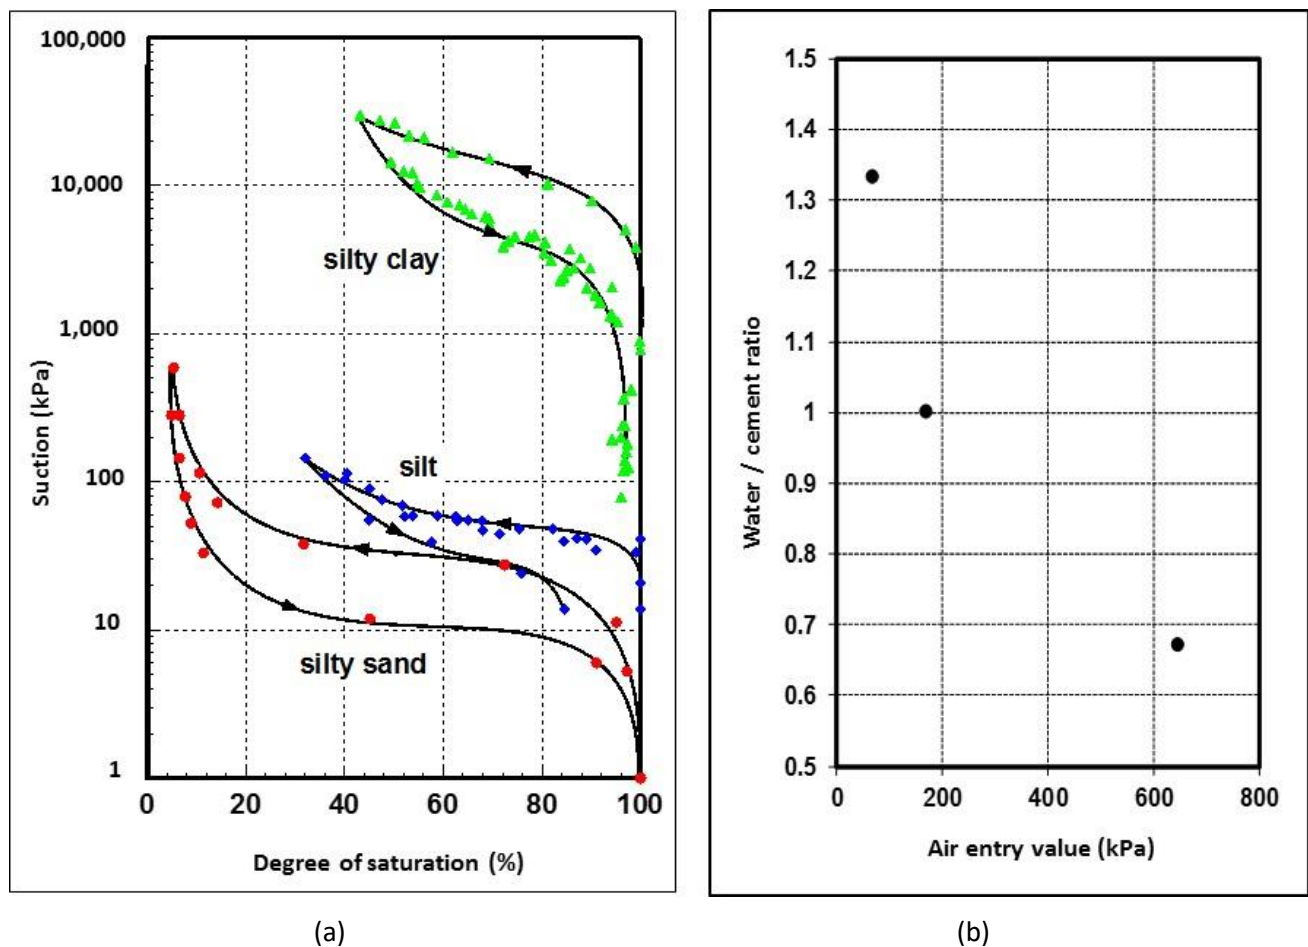 100,000
10,000
1,000
100
10
1
Suction (kPa)
silty clay
silt
silty sand
0 20 40 60 80 100
Degree of saturation (%)
(a)
1.5
1.4
1.3
1.2
1.1
1
0.9
0.8
0.7
0.6
0.5
Water / cement ratio
0 200 400 600 800
Air entry value (kPa)
(b)